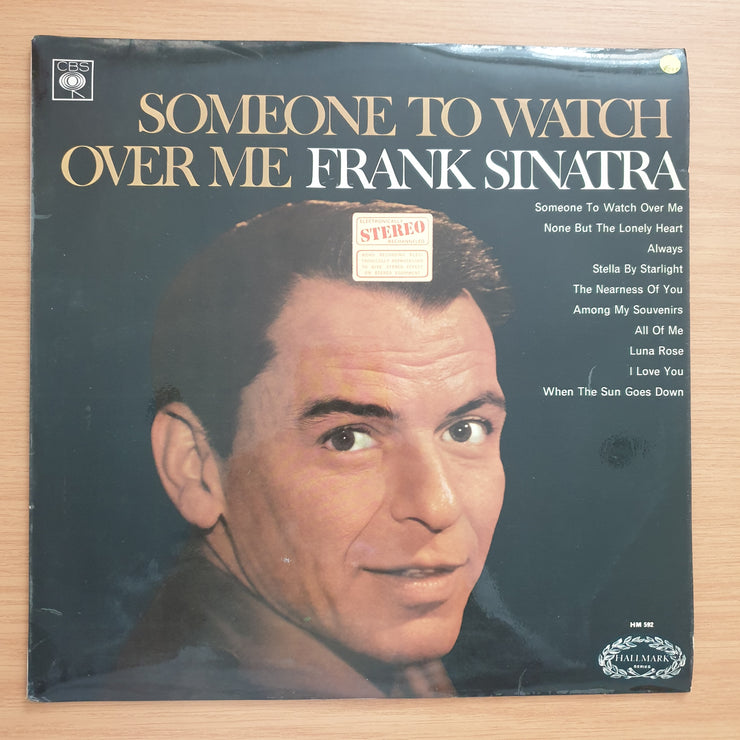 CBS
SOMEONE TO WATCH
OVER ME FRANK SINATRA
Someone To Watch Over Me
None But The Lonely Heart
Always
Stella By Starlight
The Nearness Of You
Among My Souvenirs
All Of Me
Luna Rose
I Love You
When The Sun Goes Down
ELECTRONICALLY
STEREO
HM 592
HALLMARK
SERIES